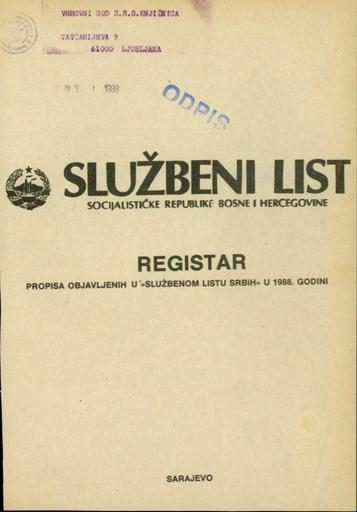 VRHOVNI SUD S.R.S.KNJIŽNICA
TAVČARJEVA 9
61000 LJUBLJANA
1989
ODPIS
SLUŽBENI LIST
SOCIJALISTIČKE REPUBLIKE BOSNE I HERCEGOVINE
REGISTAR
PROPISA OBJAVLJENIH U »SLUŽBENOM LISTU SRBIH« U 1988. GODINI
SARAJEVO